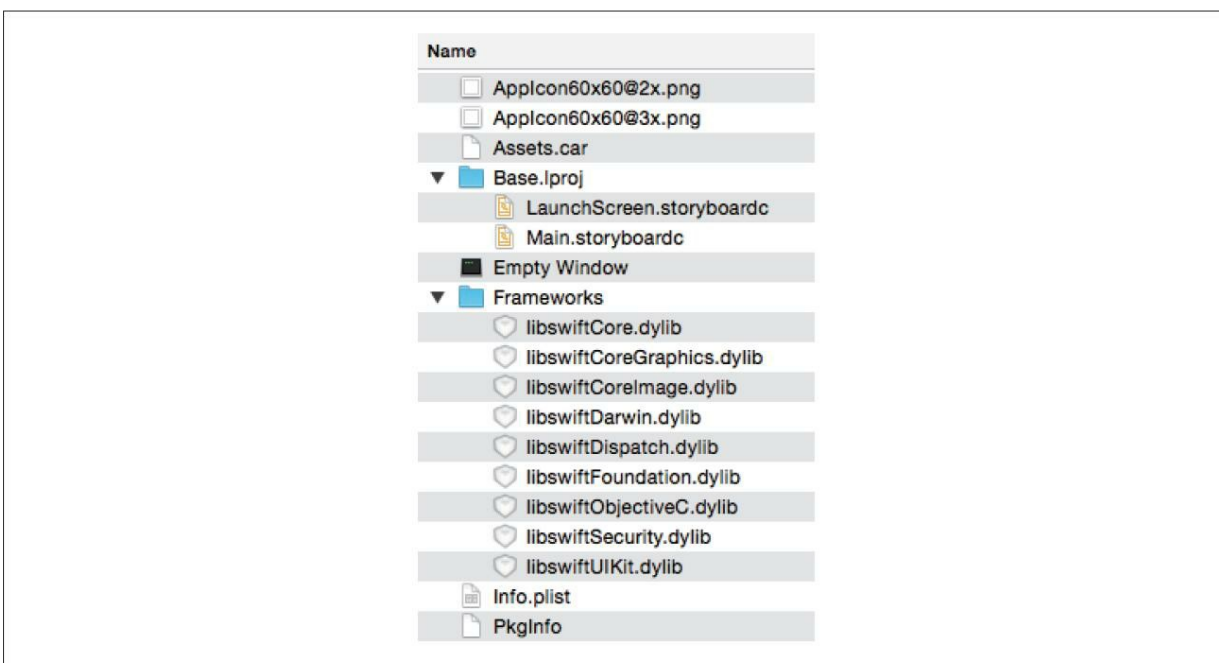 Name
AppIcon60x60@2x.png
AppIcon60x60@3x.png
Assets.car
Base.lproj
LaunchScreen.storyboardc
Main.storyboardc
Empty Window
Frameworks
libswiftCore.dylib
libswiftCoreGraphics.dylib
libswiftCoreImage.dylib
libswiftDarwin.dylib
libswiftDispatch.dylib
libswiftFoundation.dylib
libswiftObjectiveC.dylib
libswiftSecurity.dylib
libswiftUIKit.dylib
Info.plist
PkgInfo